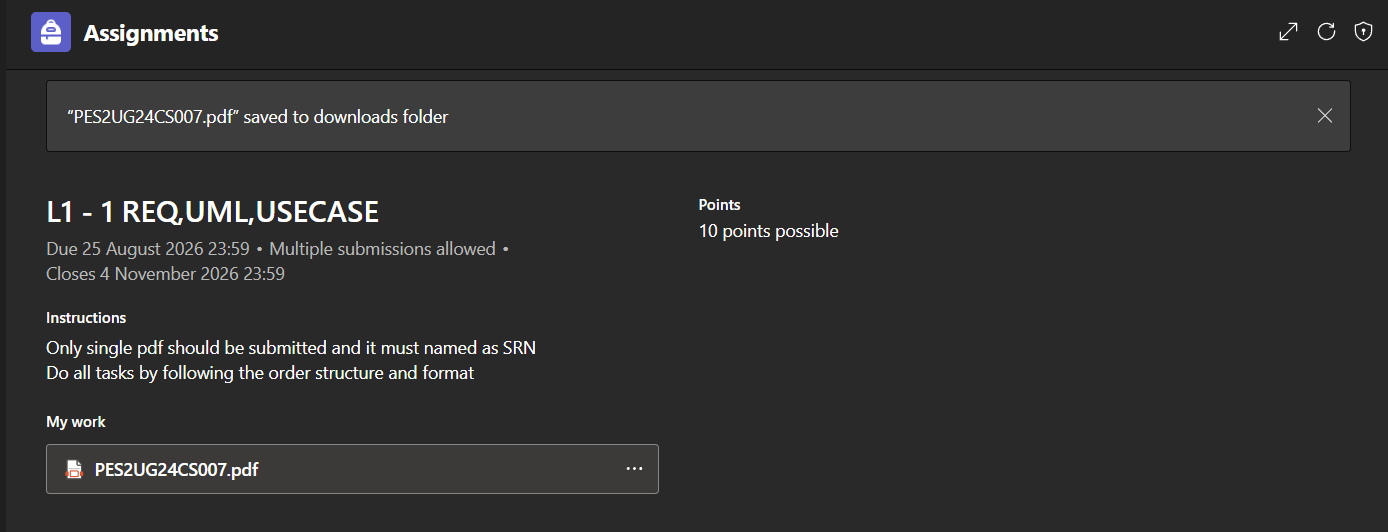 Assignments
“PES2UG24CS007.pdf” saved to downloads folder
L1 - 1 REQ,UML,USECASE
Due 25 August 2026 23:59 • Multiple submissions allowed •
Closes 4 November 2026 23:59
Points
10 points possible
Instructions
Only single pdf should be submitted and it must named as SRN
Do all tasks by following the order structure and format
My work
PES2UG24CS007.pdf